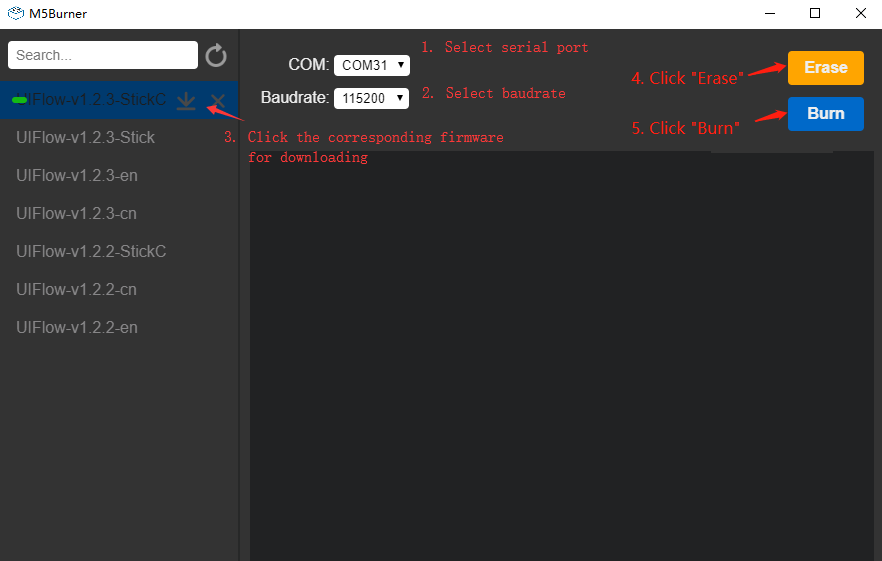 M5Burner
Search...
COM: COM31
1. Select serial port
4. Click "Erase"
Erase
UIFlow-v1.2.3-StickC
Baudrate: 115200
2. Select baudrate
5. Click "Burn"
Burn
3. Click the corresponding firmware
for downloading
UIFlow-v1.2.3-Stick
UIFlow-v1.2.3-en
UIFlow-v1.2.3-cn
UIFlow-v1.2.2-StickC
UIFlow-v1.2.2-cn
UIFlow-v1.2.2-en